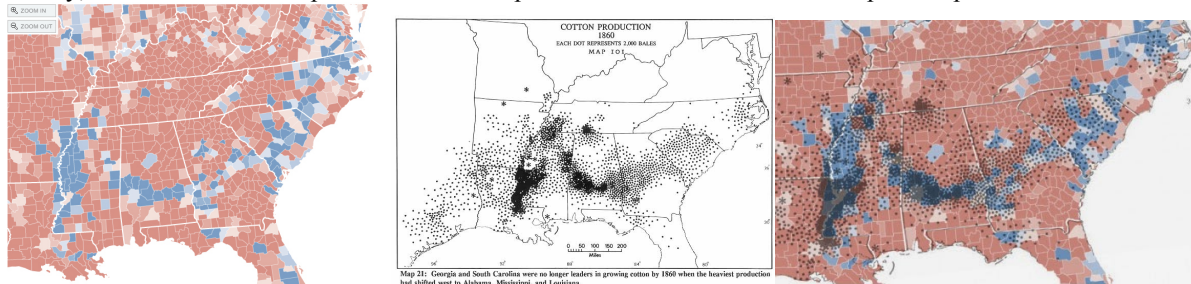 ZOOM IN
ZOOM OUT
COTTON PRODUCTION
1860
EACH DOT REPRESENTS 2,000 BALES
MAP 101
0 50 100 150 200
Miles
Map 21: Georgia and South Carolina were no longer leaders in growing cotton by 1860 when the heaviest production
had shifted west to Alabama, Mississippi, and Louisiana.